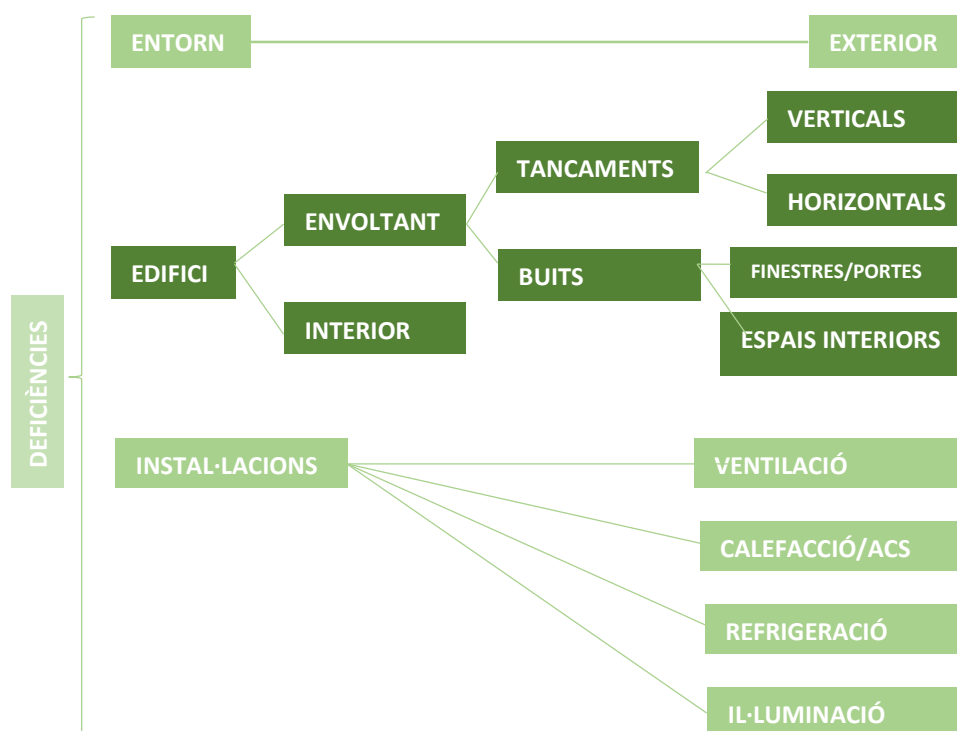 ENTORN
EXTERIOR
VERTICALS
TANCAMENTS
HORIZONTALS
ENVOLTANT
EDIFICI
BUITS
FINESTRES/PORTES
INTERIOR
ESPAIS INTERIORS
DEFICIÈNCIES
INSTAL·LACIONS
VENTILACIÓ
CALEFACCIÓ/ACS
REFRIGERACIÓ
IL·LUMINACIÓ